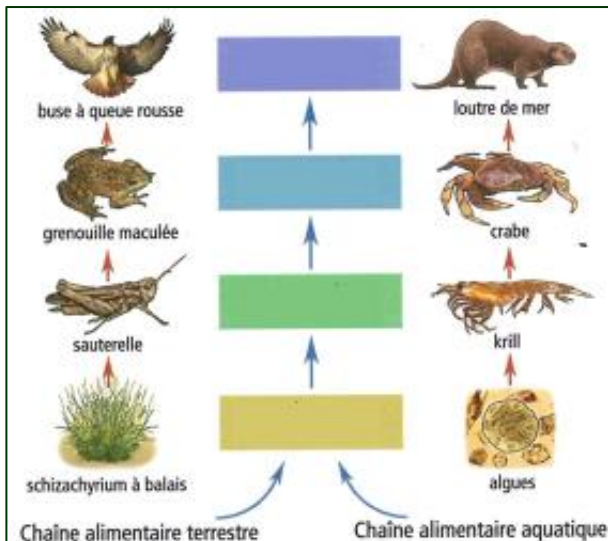 buse à queue rousse
loutre de mer
grenouille maculée
crabe
sauterelle
krill
schizachyrium à balais
algues
Chaîne alimentaire terrestre
Chaîne alimentaire aquatique